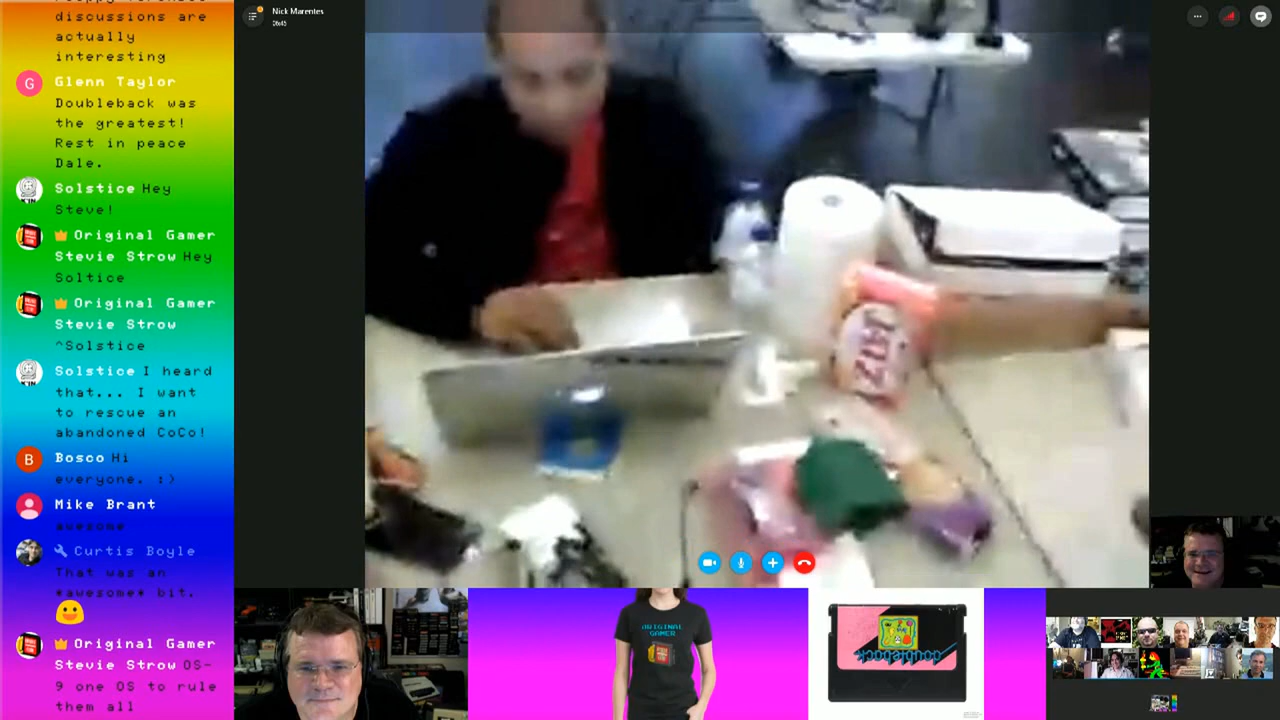 discussions are
actually
interesting
G Glenn Taylor
Doubleback was
the greatest!
Rest in peace
Dale.
Solstice Hey
Steve!
Original Gamer
Stevie Strow Hey
Soltice
Original Gamer
Stevie Strow
^Solstice
Solstice I heard
that... I want
to rescue an
abandoned CoCo!
B Bosco Hi
everyone. :)
Mike Brant
awesome
Curtis Boyle
That was an
*awesome* bit.
Original Gamer
Stevie Strow OS-
9 one OS to rule
them all
Nick Marentes
ORIGINAL
GAMER
doubleback